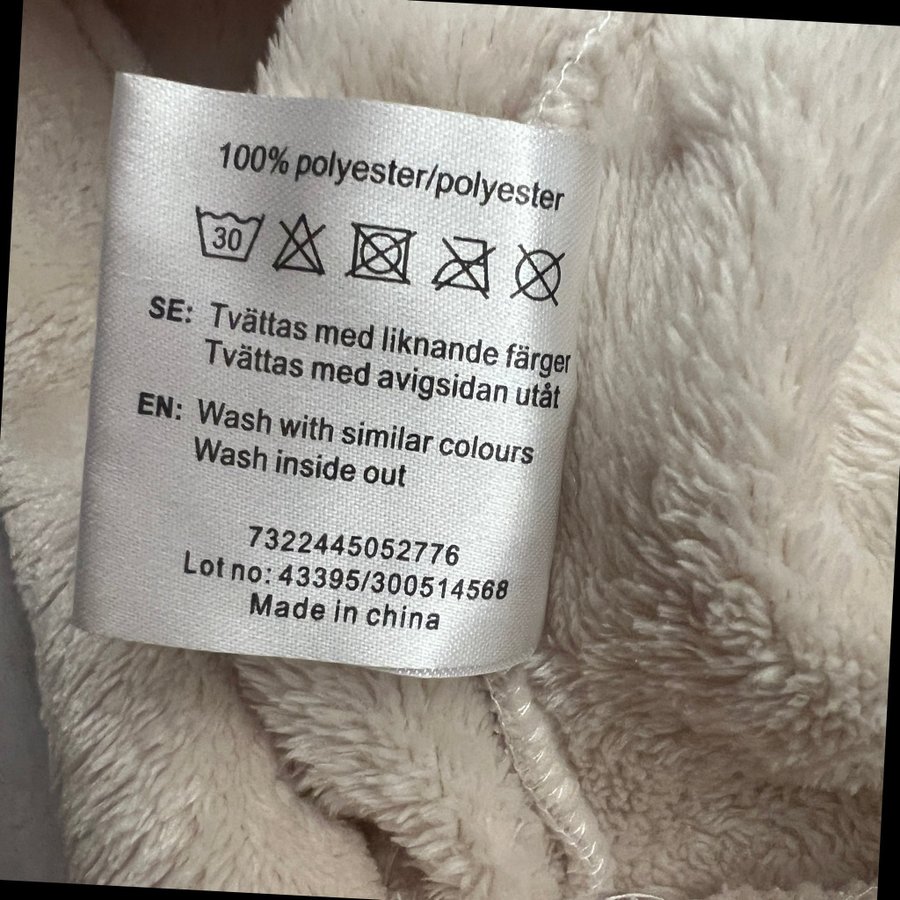 100% polyester/polyester
30
SE: Tvättas med liknande färger
Tvättas med avigsidan utåt
EN: Wash with similar colours
Wash inside out
7322445052776
Lot no: 43395/300514568
Made in china